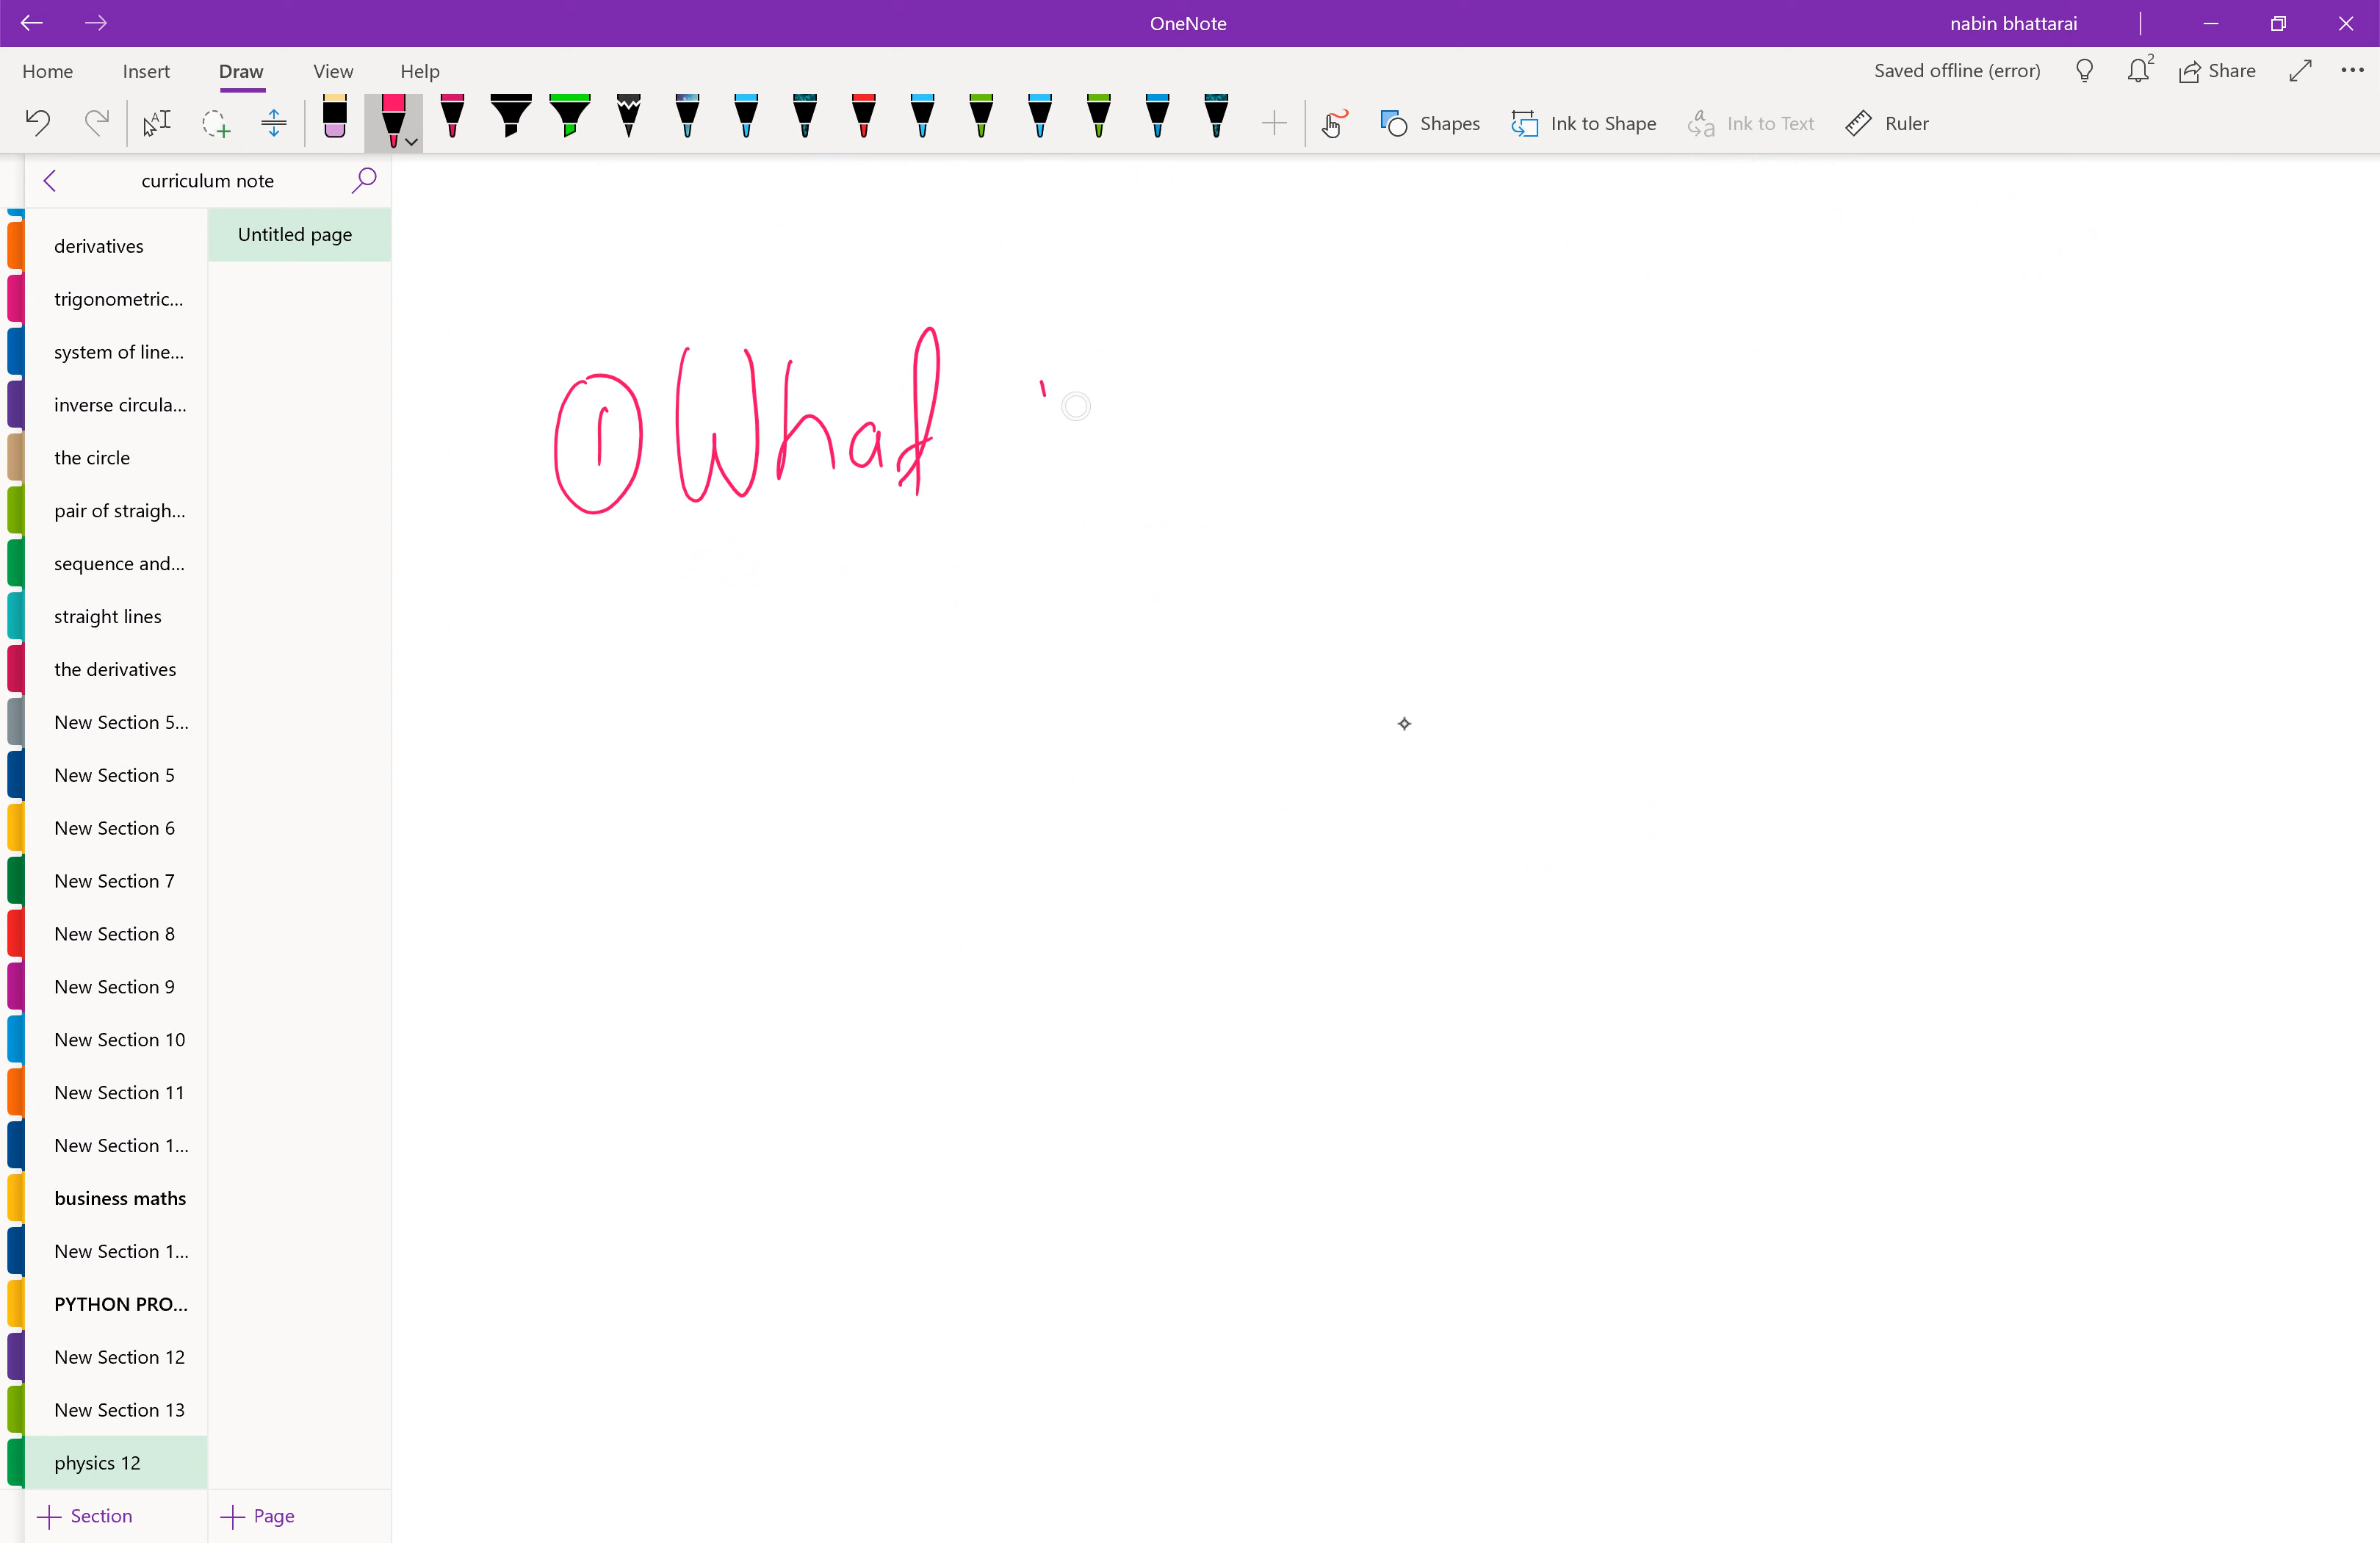 OneNote
nabin bhattarai
Home Insert Draw View Help
Saved offline (error)
2
Share
Shapes
Ink to Shape
Ink to Text
Ruler
curriculum note
Untitled page
derivatives
trigonometric...
system of line...
inverse circula...
the circle
pair of straigh...
sequence and...
straight lines
the derivatives
New Section 5...
New Section 5
New Section 6
New Section 7
New Section 8
New Section 9
New Section 10
New Section 11
New Section 1...
business maths
New Section 1...
PYTHON PRO...
New Section 12
New Section 13
physics 12
Section
Page
① What